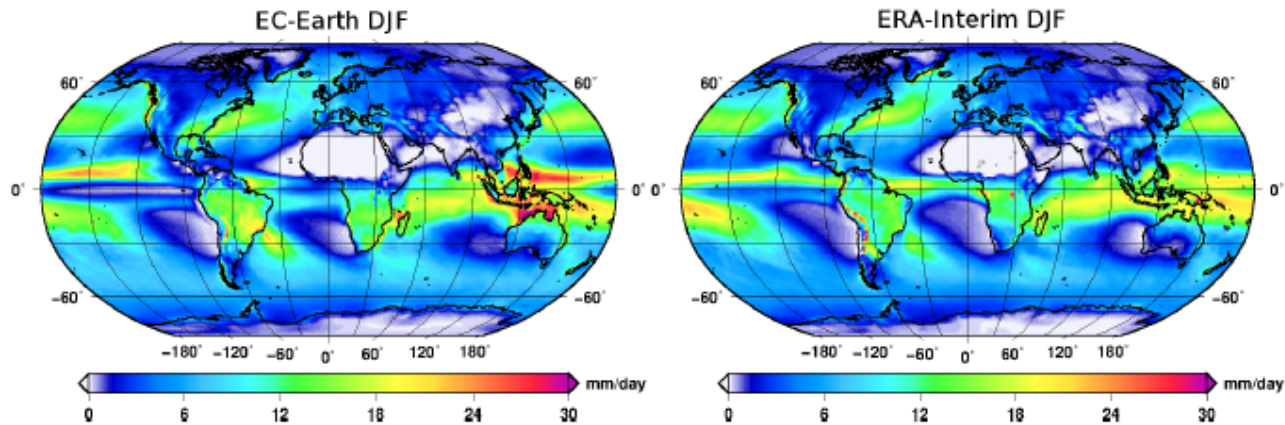 EC-Earth DJF
ERA-Interim DJF
60° 60° 60° 60°
0° 0° 0° 0°
-60° -60° -60° -60°
-180° -120° 0° 60° 120° 180° -180° -120° 0° 60° 120° 180°
mm/day mm/day
0 6 12 18 24 30 0 6 12 18 24 30